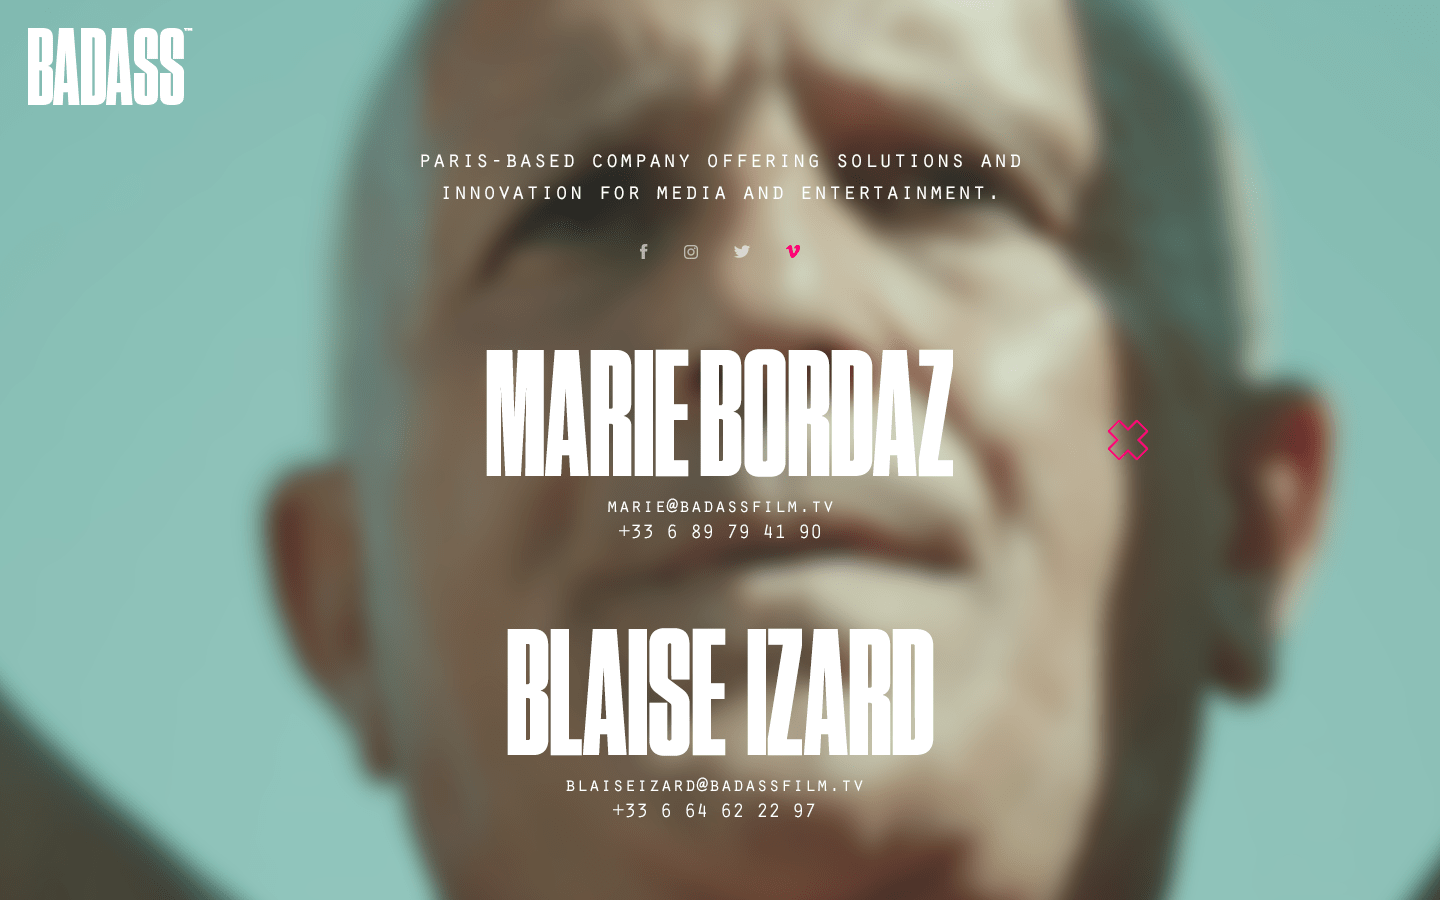 BADASS
PARIS-BASED COMPANY OFFERING SOLUTIONS AND
INNOVATION FOR MEDIA AND ENTERTAINMENT.
MARIE BORDAZ
MARIE@BADASSFILM.TV
+33 6 89 79 41 90
BLAISE IZARD
BLAISEIZARD@BADASSFILM.TV
+33 6 64 62 22 97